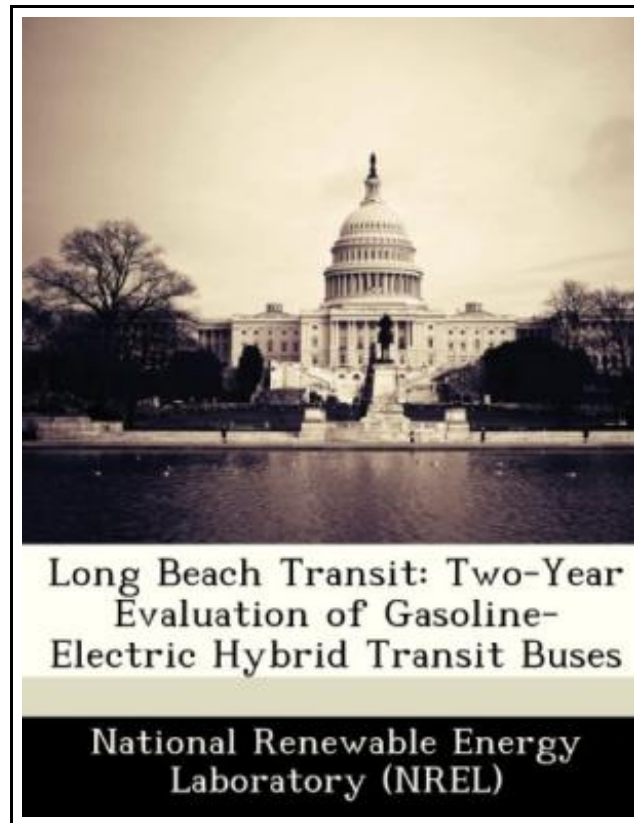 Long Beach Transit: Two-Year
Evaluation of Gasoline-
Electric Hybrid Transit Buses
National Renewable Energy
Laboratory (NREL)